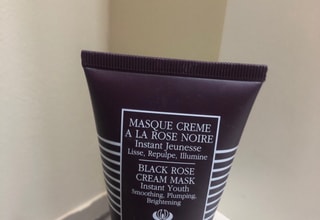 MASQUE CREME
A LA ROSE NOIRE
Instant Jeunesse
Lisse, Repulpe, Illumine
BLACK ROSE
CREAM MASK
Instant Youth
Smoothing, Plumping,
Brightening